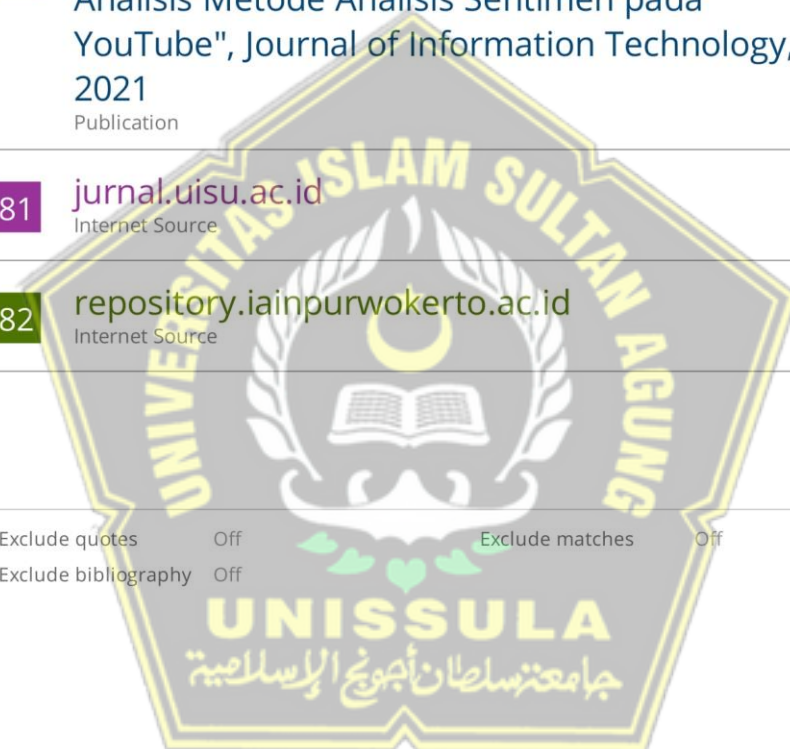 Analisis Metode Analisis Sentimen pada
YouTube", Journal of Information Technology,
2021
Publication
81
jurnal.uisu.ac.id
Internet Source
82
repository.iainpurwokerto.ac.id
Internet Source
Exclude quotes Off Exclude matches Off
Exclude bibliography Off
UNIVERSITAS ISLAM SULTAN AGUNG
UNISSULA
جامعة سلطان أجونج الإسلامية